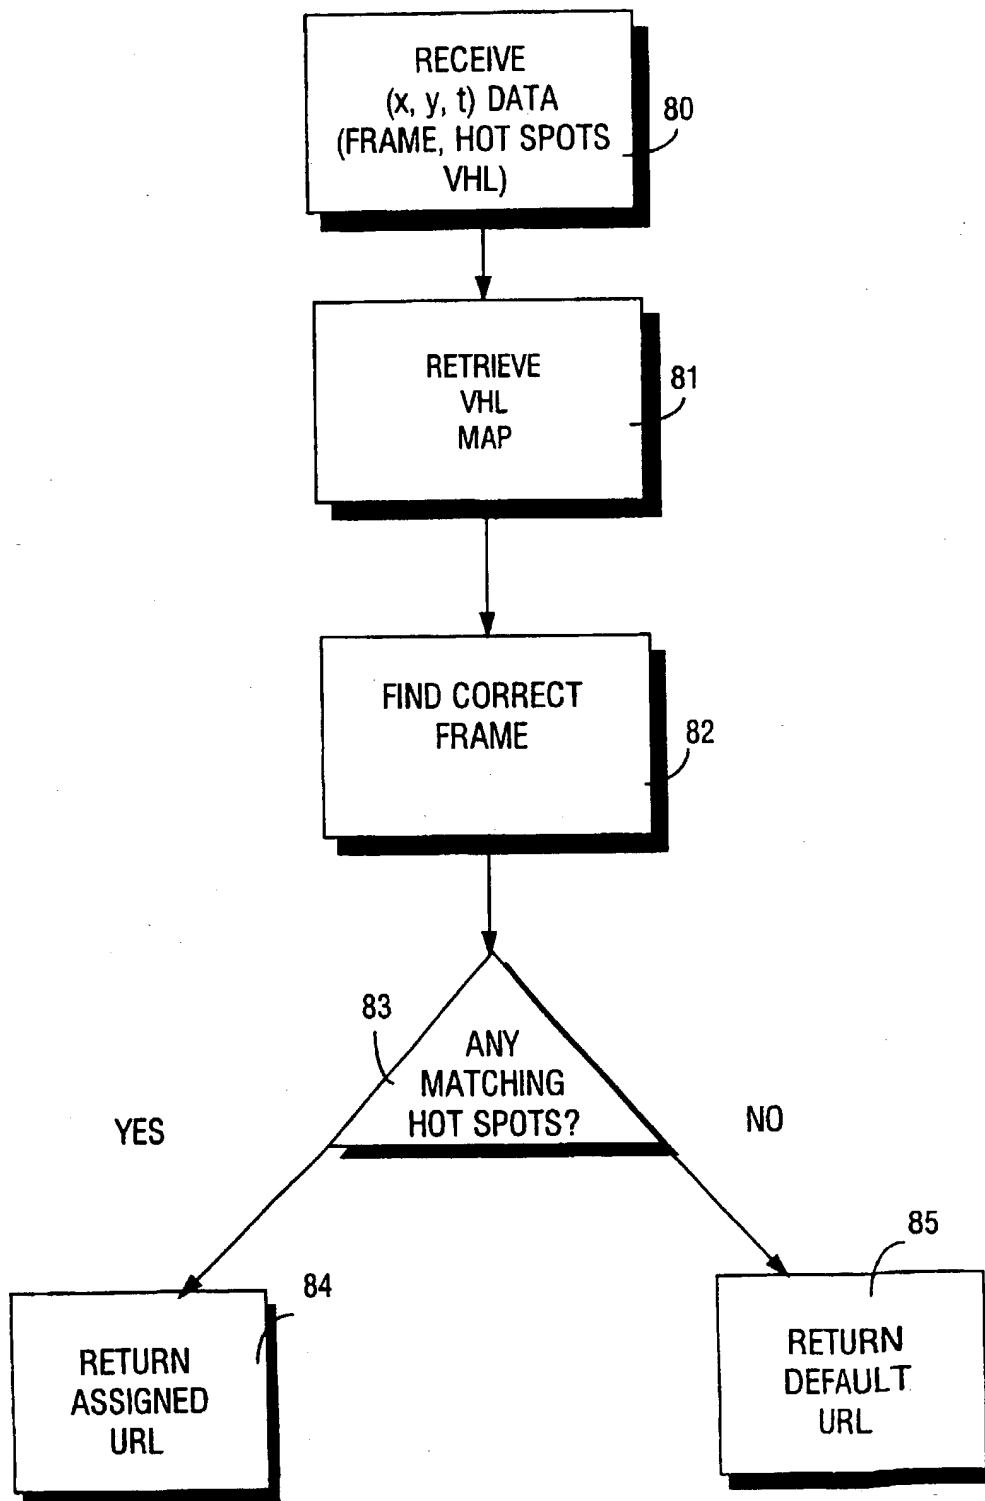 RECEIVE
(x, y, t) DATA
(FRAME, HOT SPOTS
VHL)
80
RETRIEVE
VHL
MAP
81
FIND CORRECT
FRAME
82
83
ANY
MATCHING
HOT SPOTS?
YES
NO
84
RETURN
ASSIGNED
URL
85
RETURN
DEFAULT
URL